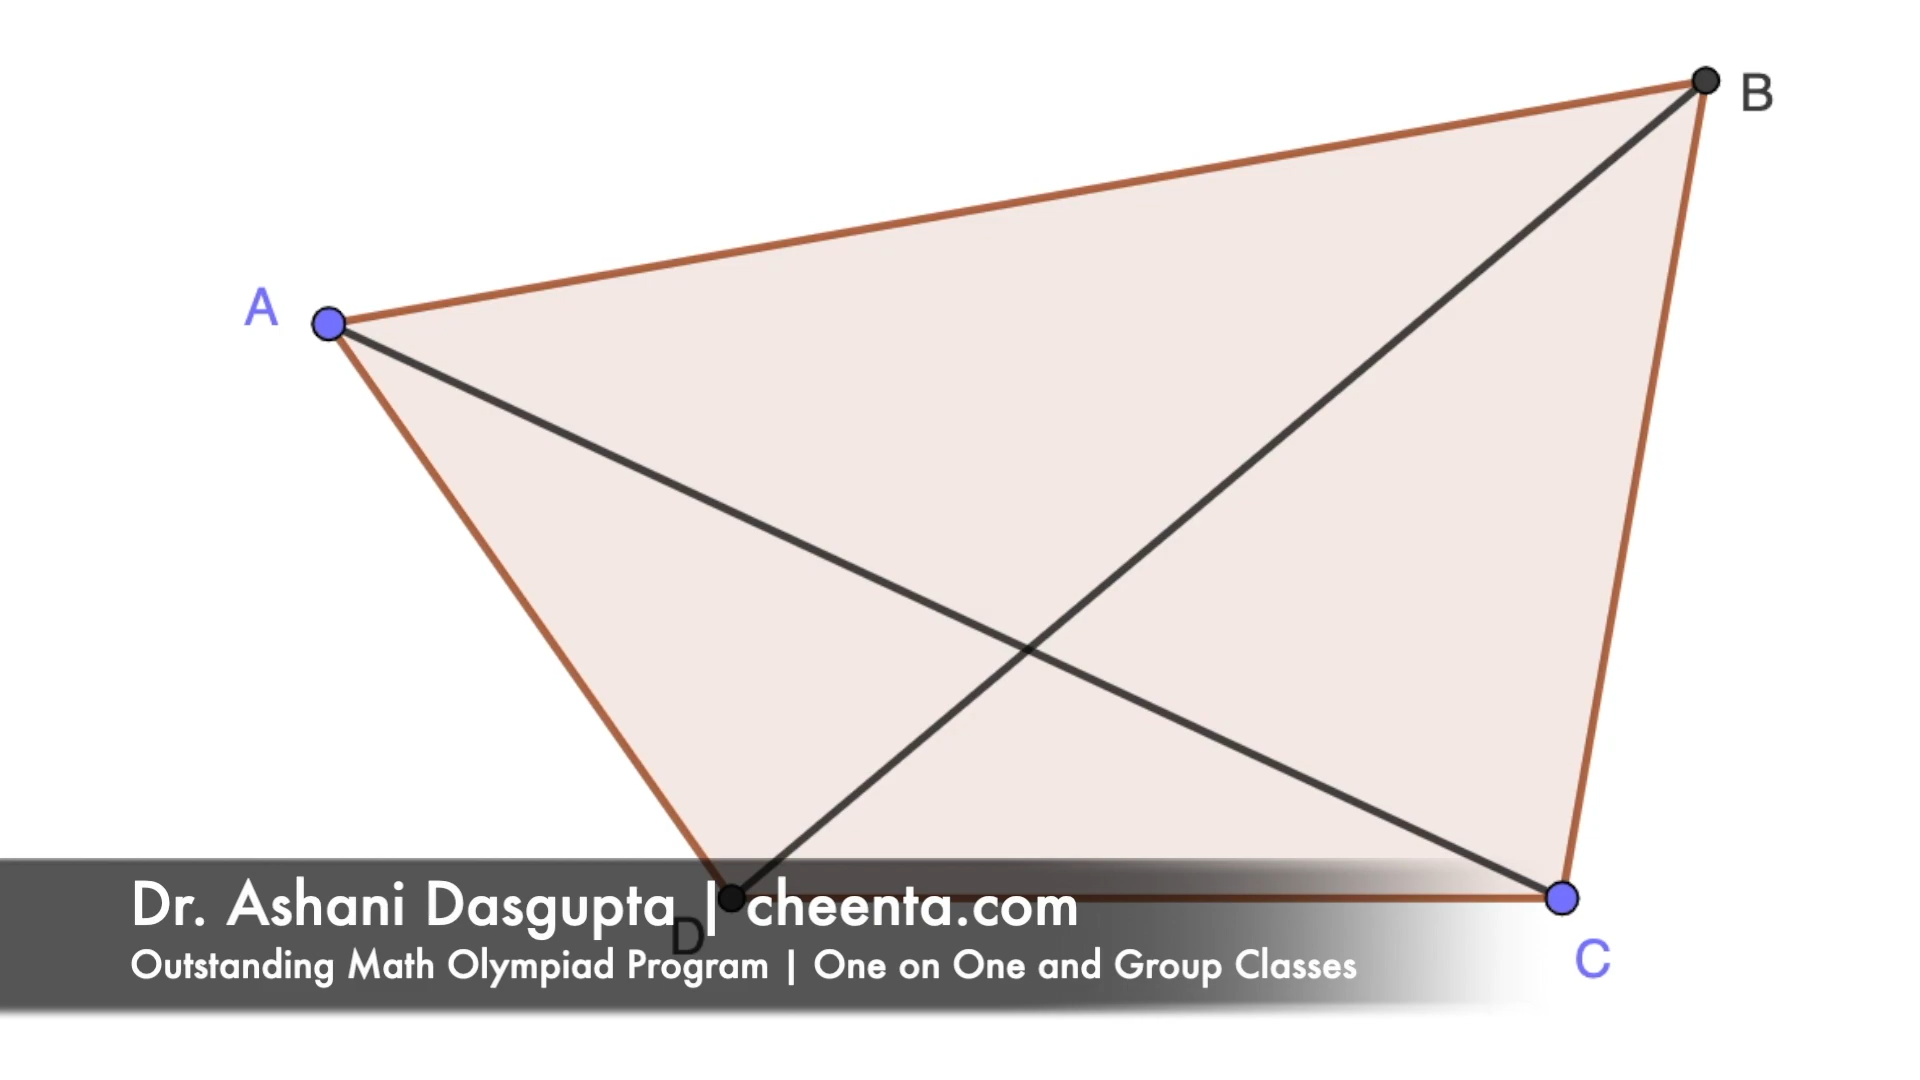 B
A
Dr. Ashani Dasgupta | cheenta.com
D
Outstanding Math Olympiad Program | One on One and Group Classes
C